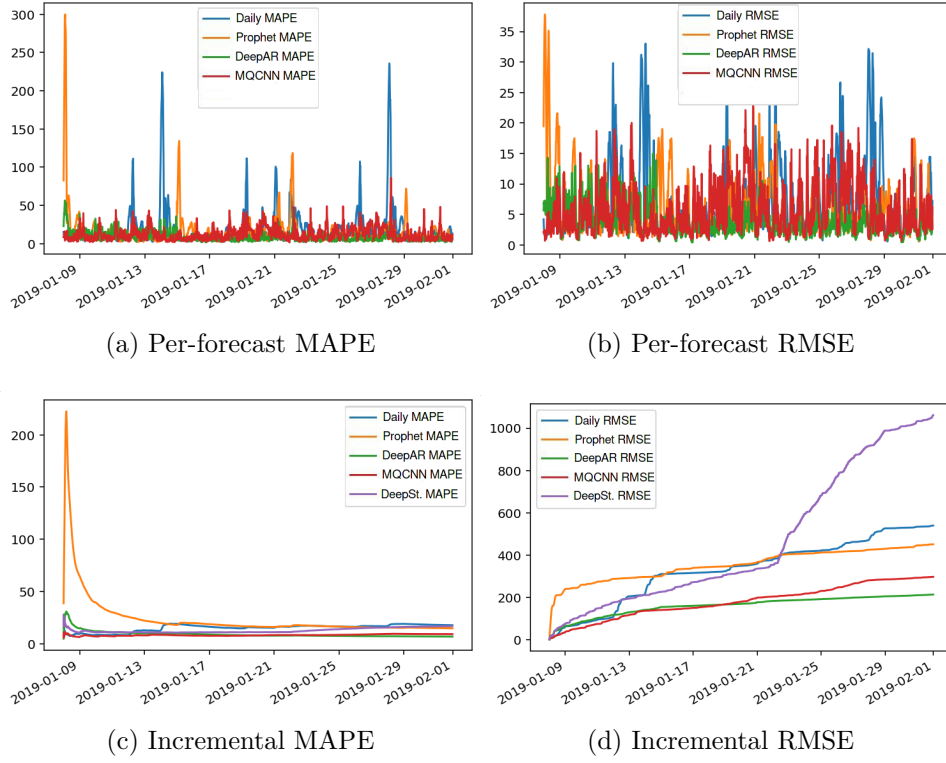 300
250
200
150
100
50
0
Daily MAPE
Prophet MAPE
DeepAR MAPE
MQCNN MAPE
2019-01-09
2019-01-13
2019-01-17
2019-01-21
2019-01-25
2019-01-29
2019-02-01
(a) Per-forecast MAPE
35
30
25
20
15
10
5
0
Daily RMSE
Prophet RMSE
DeepAR RMSE
MQCNN RMSE
2019-01-09
2019-01-13
2019-01-17
2019-01-21
2019-01-25
2019-01-29
2019-02-01
(b) Per-forecast RMSE
200
150
100
50
0
Daily MAPE
Prophet MAPE
DeepAR MAPE
MQCNN MAPE
DeepSt. MAPE
2019-01-09
2019-01-13
2019-01-17
2019-01-21
2019-01-25
2019-01-29
2019-02-01
(c) Incremental MAPE
1000
800
600
400
200
0
Daily RMSE
Prophet RMSE
DeepAR RMSE
MQCNN RMSE
DeepSt. RMSE
2019-01-09
2019-01-13
2019-01-17
2019-01-21
2019-01-25
2019-01-29
2019-02-01
(d) Incremental RMSE